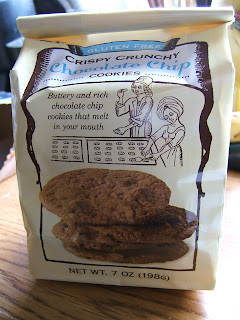 GLUTEN FREE
CRISPY CRUNCHY
Chocolate Chip
COOKIES
Buttery and rich
chocolate chip
cookies that melt
in your mouth
NET WT. 7 OZ (198G)